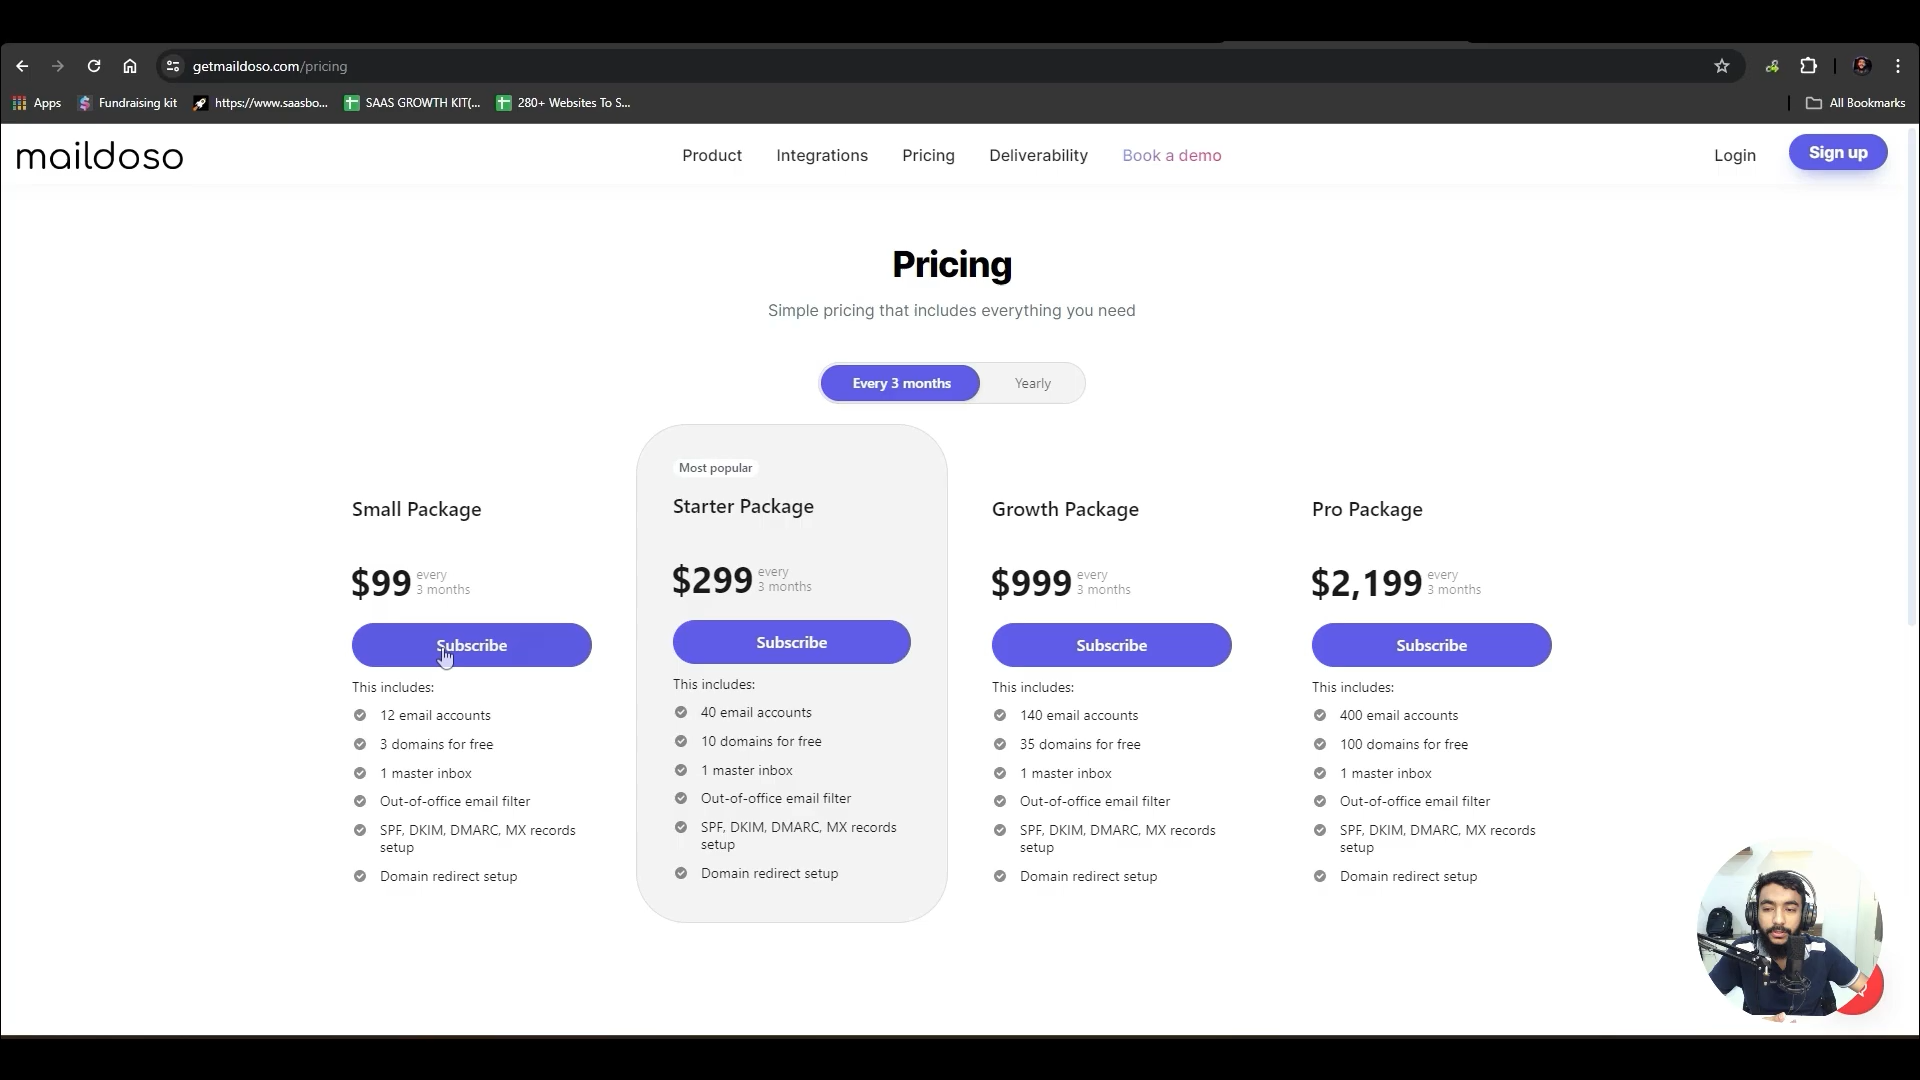 getmaildoso.com/pricing
Apps Fundraising kit https://www.saasbo... SAAS GROWTH KIT(... 280+ Websites To S... All Bookmarks
maildoso Product Integrations Pricing Deliverability Book a demo Login Sign up
Pricing
Simple pricing that includes everything you need
Every 3 months Yearly
Small Package
$99 every
3 months
Subscribe
This includes:
12 email accounts
3 domains for free
1 master inbox
Out-of-office email filter
SPF, DKIM, DMARC, MX records
setup
Domain redirect setup
Most popular
Starter Package
$299 every
3 months
Subscribe
This includes:
40 email accounts
10 domains for free
1 master inbox
Out-of-office email filter
SPF, DKIM, DMARC, MX records
setup
Domain redirect setup
Growth Package
$999 every
3 months
Subscribe
This includes:
140 email accounts
35 domains for free
1 master inbox
Out-of-office email filter
SPF, DKIM, DMARC, MX records
setup
Domain redirect setup
Pro Package
$2,199 every
3 months
Subscribe
This includes:
400 email accounts
100 domains for free
1 master inbox
Out-of-office email filter
SPF, DKIM, DMARC, MX records
setup
Domain redirect setup